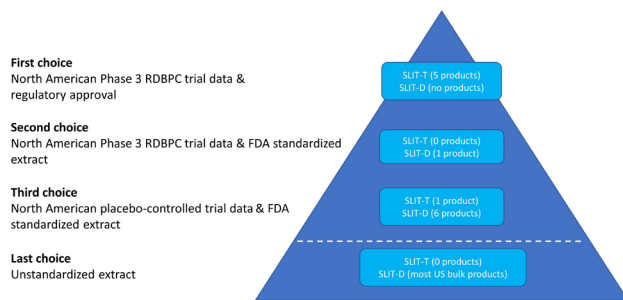 First choice
North American Phase 3 RDBPC trial data &
regulatory approval
SLIT-T (5 products)
SLIT-D (no products)
Second choice
North American Phase 3 RDBPC trial data & FDA standardized
extract
SLIT-T (0 products)
SLIT-D (1 product)
Third choice
North American placebo-controlled trial data & FDA
standardized extract
SLIT-T (1 product)
SLIT-D (6 products)
Last choice
Unstandardized extract
SLIT-T (0 products)
SLIT-D (most US bulk products)